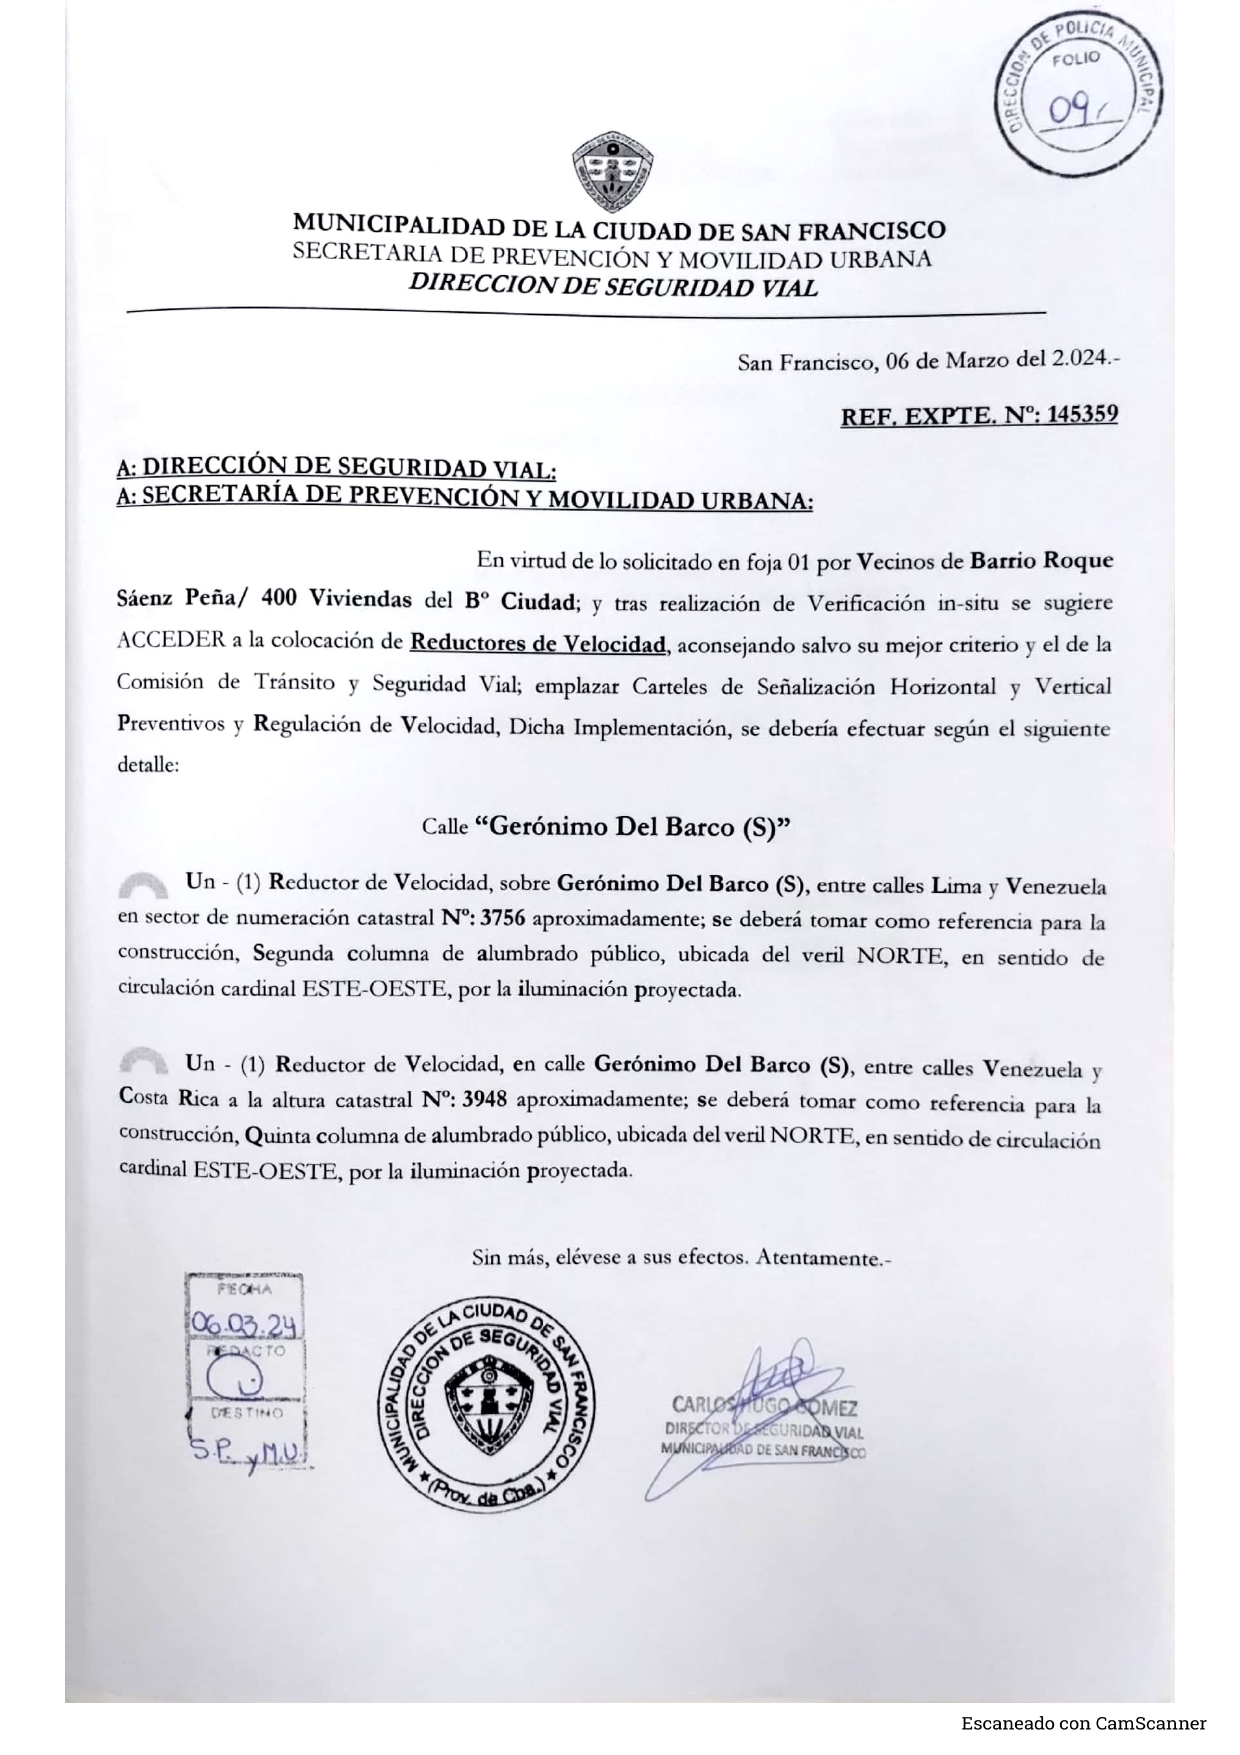 DIRECCION DE POLICIA MUNICIPAL
FOLIO
09
MUNICIPALIDAD DE LA CIUDAD DE SAN FRANCISCO
SECRETARIA DE PREVENCIÓN Y MOVILIDAD URBANA
DIRECCION DE SEGURIDAD VIAL
San Francisco, 06 de Marzo del 2.024.-
REF. EXPTE. Nº: 145359
A: DIRECCIÓN DE SEGURIDAD VIAL:
A: SECRETARÍA DE PREVENCIÓN Y MOVILIDAD URBANA:
En virtud de lo solicitado en foja 01 por Vecinos de Barrio Roque
Sáenz Peña/ 400 Viviendas del Bº Ciudad; y tras realización de Verificación in-situ se sugiere
ACCEDER a la colocación de Reductores de Velocidad, aconsejando salvo su mejor criterio y el de la
Comisión de Tránsito y Seguridad Vial; emplazar Carteles de Señalización Horizontal y Vertical
Preventivos y Regulación de Velocidad, Dicha Implementación, se debería efectuar según el siguiente
detalle:
Calle “Gerónimo Del Barco (S)”
Un - (1) Reductor de Velocidad, sobre Gerónimo Del Barco (S), entre calles Lima y Venezuela
en sector de numeración catastral Nº: 3756 aproximadamente; se deberá tomar como referencia para la
construcción, Segunda columna de alumbrado público, ubicada del veril NORTE, en sentido de
circulación cardinal ESTE-OESTE, por la iluminación proyectada.
Un - (1) Reductor de Velocidad, en calle Gerónimo Del Barco (S), entre calles Venezuela y
Costa Rica a la altura catastral Nº: 3948 aproximadamente; se deberá tomar como referencia para la
construcción, Quinta columna de alumbrado público, ubicada del veril NORTE, en sentido de circulación
cardinal ESTE-OESTE, por la iluminación proyectada.
Sin más, elévese a sus efectos. Atentamente.-
FECHA
06.03.24
REDACTO
DESTINO
S.P. y M.U.
MUNICIPALIDAD DE LA CIUDAD DE SAN FRANCISCO
DIRECCION DE SEGURIDAD VIAL
(Prov. de Cba.)
CARLOS HUGO GOMEZ
DIRECTOR DE SEGURIDAD VIAL
MUNICIPALIDAD DE SAN FRANCISCO
Escaneado con CamScanner